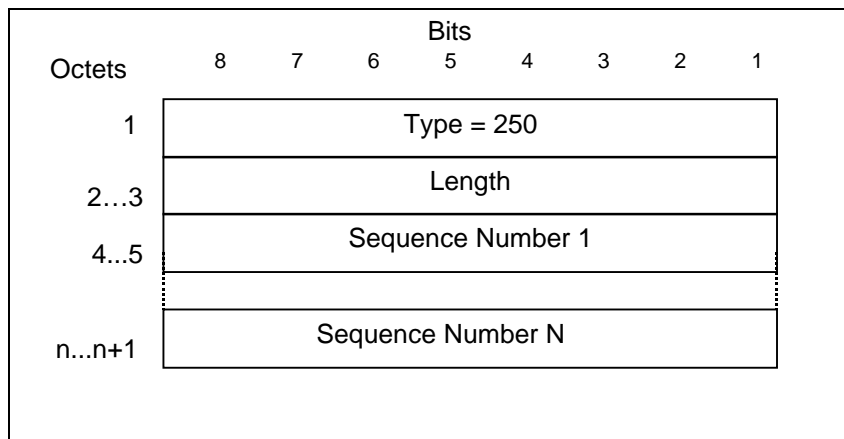 Bits
Octets 8 7 6 5 4 3 2 1
1 Type = 250
2…3 Length
4...5 Sequence Number 1
n...n+1 Sequence Number N